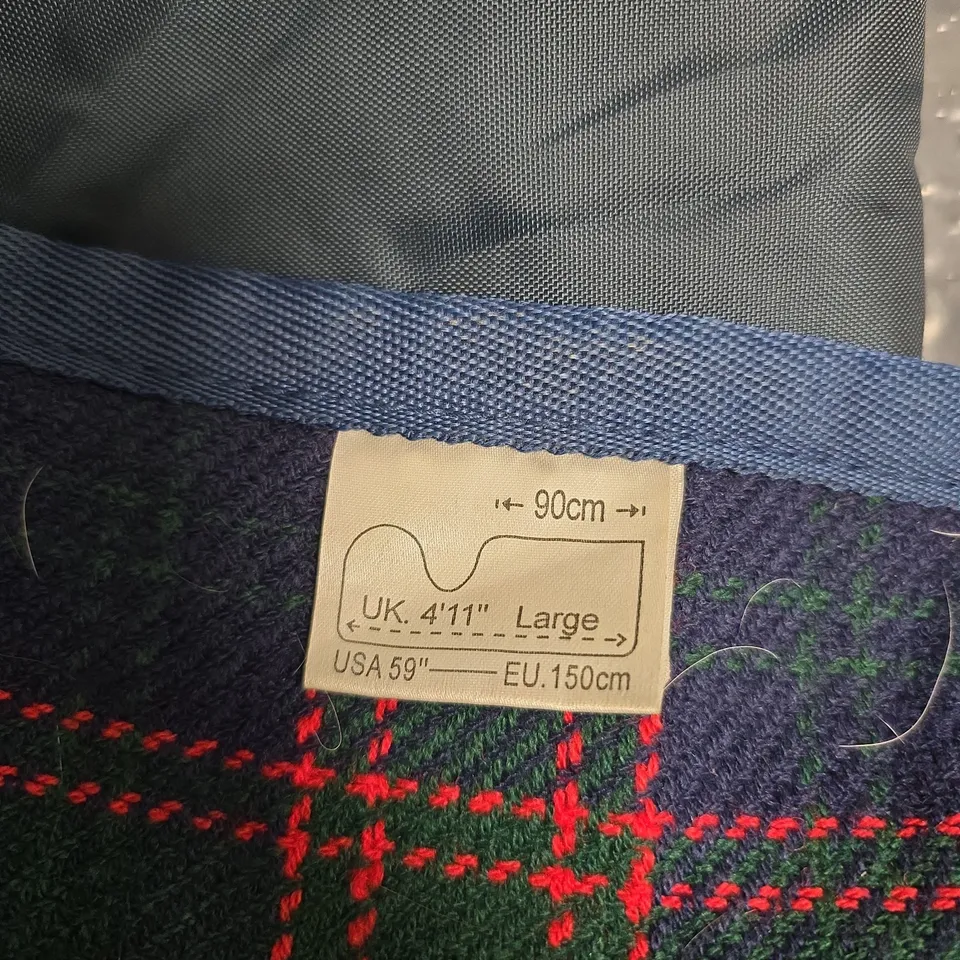 90cm
UK. 4'11" Large
USA 59" EU.150cm